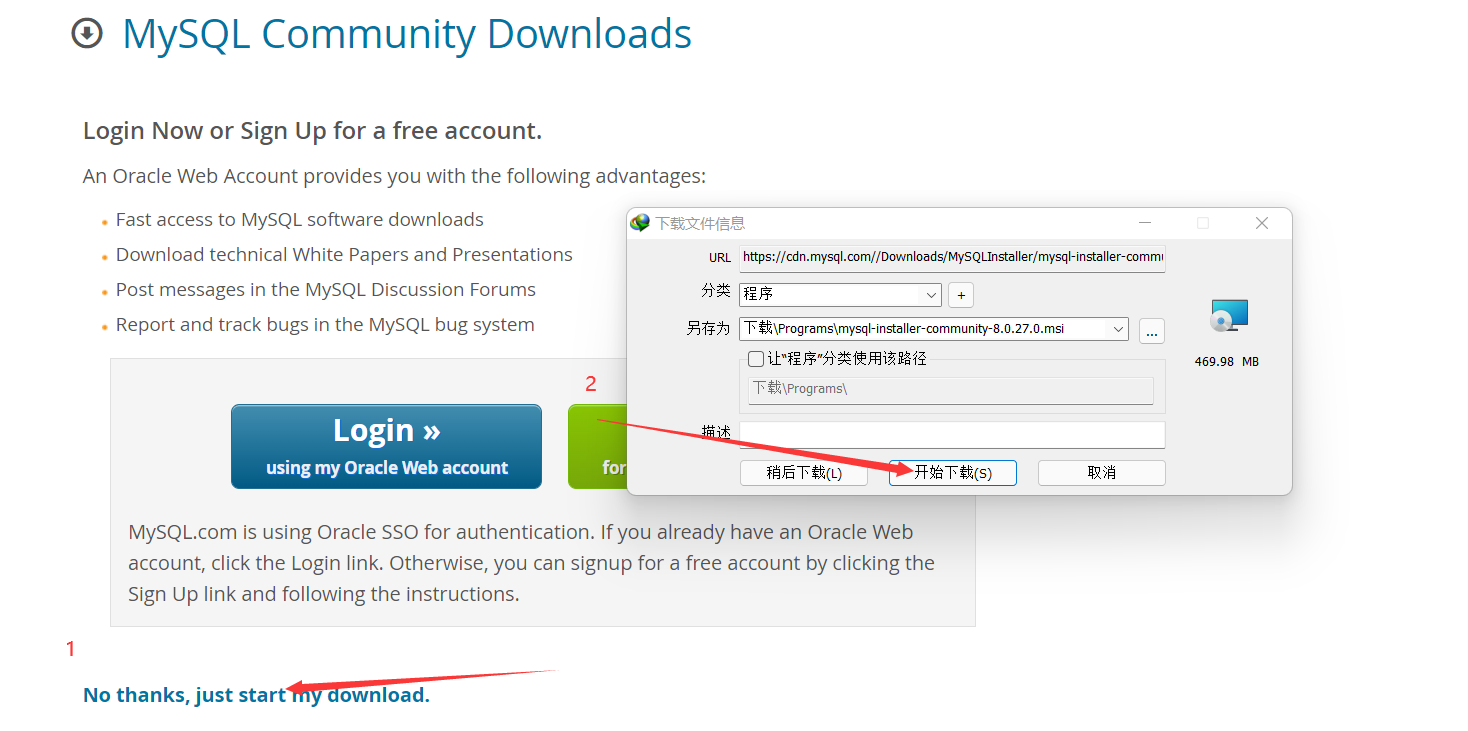 MySQL Community Downloads
Login Now or Sign Up for a free account.
An Oracle Web Account provides you with the following advantages:
Fast access to MySQL software downloads
Download technical White Papers and Presentations
Post messages in the MySQL Discussion Forums
Report and track bugs in the MySQL bug system
下载文件信息
URL https://cdn.mysql.com//Downloads/MySQLInstaller/mysql-installer-commu
分类 程序 +
另存为 下载\Programs\mysql-installer-community-8.0.27.0.msi ...
469.98 MB
让“程序”分类使用该路径
下载\Programs\
描述
稍后下载(L) 开始下载(S) 取消
2
Login »
using my Oracle Web account
for
MySQL.com is using Oracle SSO for authentication. If you already have an Oracle Web
account, click the Login link. Otherwise, you can signup for a free account by clicking the
Sign Up link and following the instructions.
1
No thanks, just start my download.